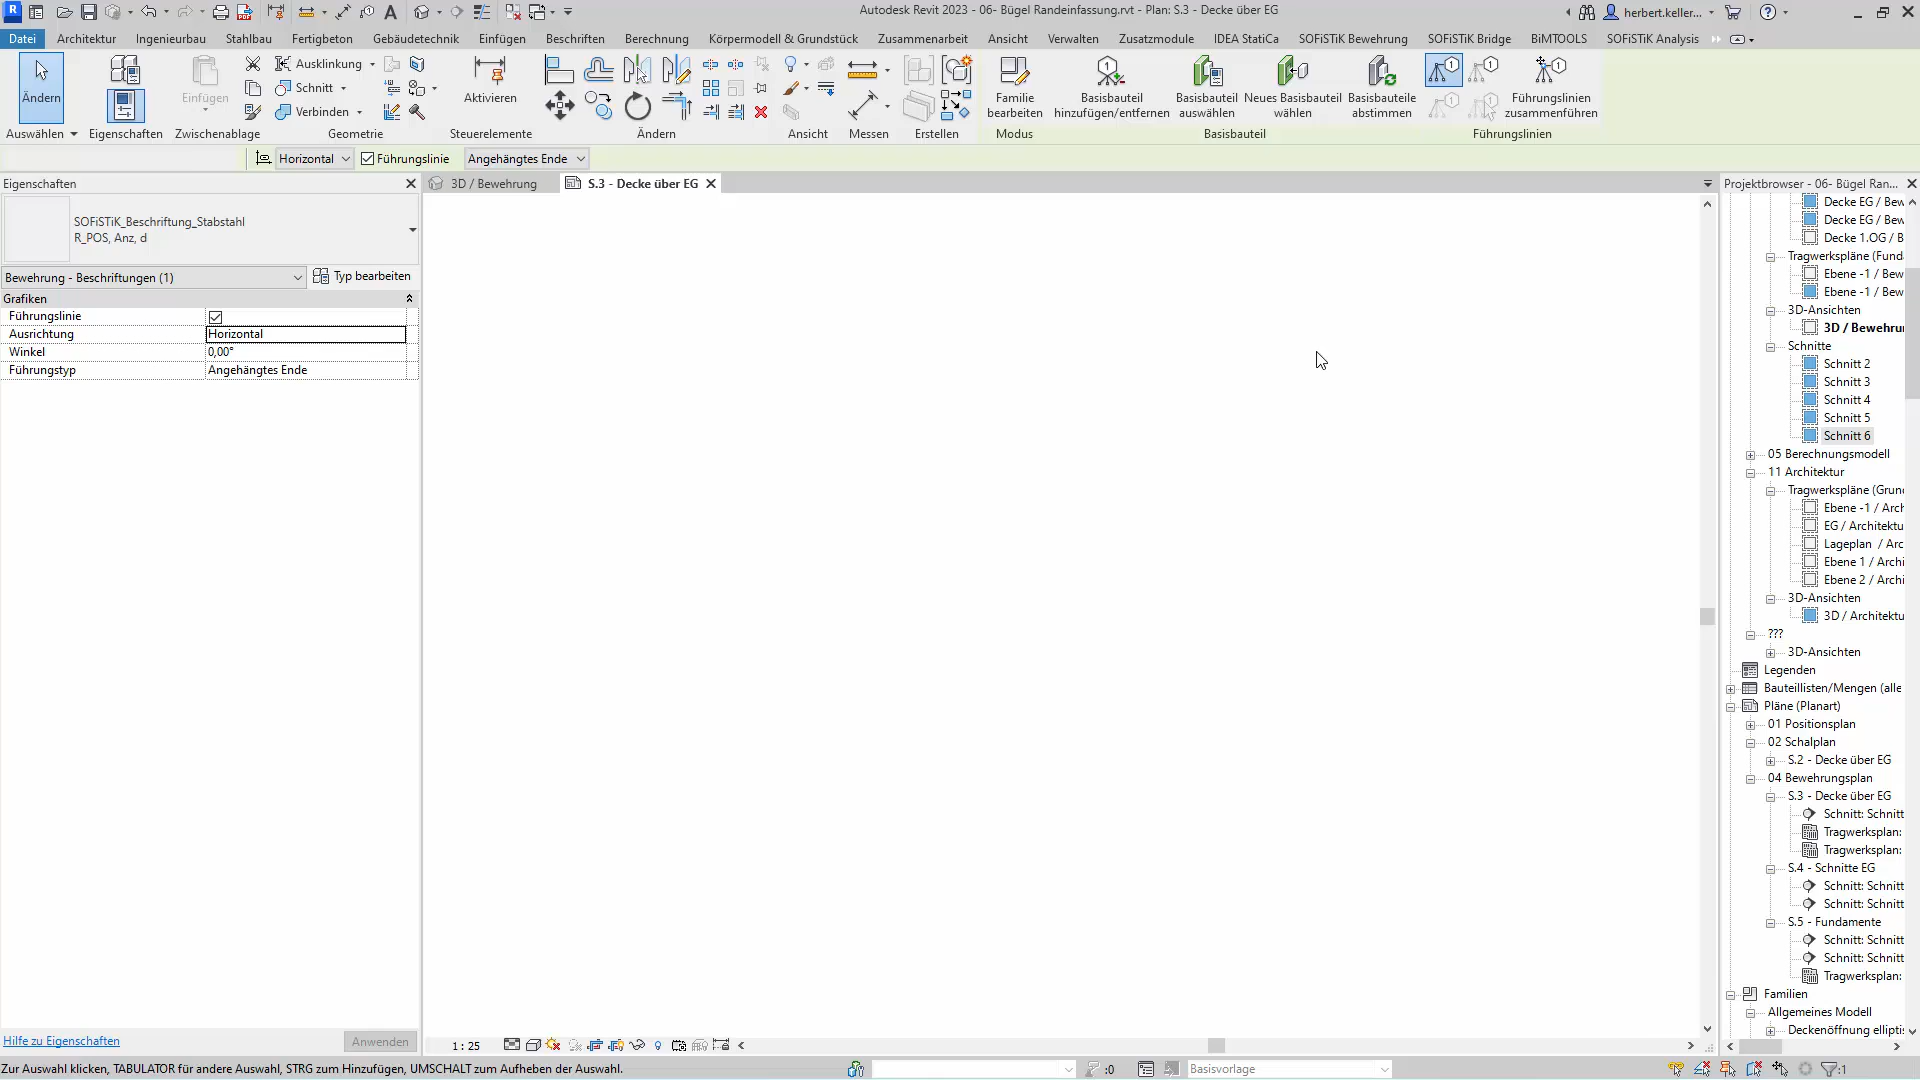 Autodesk Revit 2023 - 06- Bügel Randeinfassung.rvt - Plan: S.3 - Decke über EG
herbert.keller...
Datei Architektur Ingenieurbau Stahlbau Fertigbeton Gebäudetechnik Einfügen Beschriften Berechnung Körpermodell & Grundstück Zusammenarbeit Ansicht Verwalten Zusatzmodule IDEA StatiCa SOFiSTiK Bewehrung SOFiSTiK Bridge BiMTOOLS SOFiSTiK Analysis
Ändern
Einfügen
Ausklinkung
Schnitt
Verbinden
Aktivieren
Familie bearbeiten
Basisbauteil hinzufügen/entfernen
Basisbauteil auswählen
Neues Basisbauteil wählen
Basisbauteile abstimmen
Führungslinien zusammenführen
Auswählen Eigenschaften Zwischenablage Geometrie Steuerelemente Ändern Ansicht Messen Erstellen Modus Basisbauteil Führungslinien
Horizontal Führungslinie Angehängtes Ende
Eigenschaften
3D / Bewehrung S.3 - Decke über EG
Projektbrowser - 06- Bügel Ran...
SOFiSTiK_Beschriftung_Stabstahl
R_POS, Anz, d
Bewehrung - Beschriftungen (1) Typ bearbeiten
Grafiken
Führungslinie
Ausrichtung Horizontal
Winkel 0,00°
Führungstyp Angehängtes Ende
Decke EG / Bew
Decke EG / Bew
Decke 1.OG / B
Tragwerkspläne (Fund
Ebene -1 / Bew
Ebene -1 / Bew
3D-Ansichten
3D / Bewehru
Schnitte
Schnitt 2
Schnitt 3
Schnitt 4
Schnitt 5
Schnitt 6
05 Berechnungsmodell
11 Architektur
Tragwerkspläne (Grun
Ebene -1 / Arch
EG / Architektu
Lageplan / Arc
Ebene 1 / Archi
Ebene 2 / Archi
3D-Ansichten
3D / Architektu
???
3D-Ansichten
Legenden
Bauteillisten/Mengen (alle
Pläne (Planart)
01 Positionsplan
02 Schalplan
S.2 - Decke über EG
04 Bewehrungsplan
S.3 - Decke über EG
Schnitt: Schnitt
Tragwerksplan:
Tragwerksplan:
S.4 - Schnitte EG
Schnitt: Schnitt
Schnitt: Schnitt
S.5 - Fundamente
Schnitt: Schnitt
Schnitt: Schnitt
Tragwerksplan:
Familien
Allgemeines Modell
Deckenöffnung elliptis
Hilfe zu Eigenschaften Anwenden
1 : 25
Zur Auswahl klicken, TABULATOR für andere Auswahl, STRG zum Hinzufügen, UMSCHALT zum Aufheben der Auswahl.
:0
Basisvorlage
:1